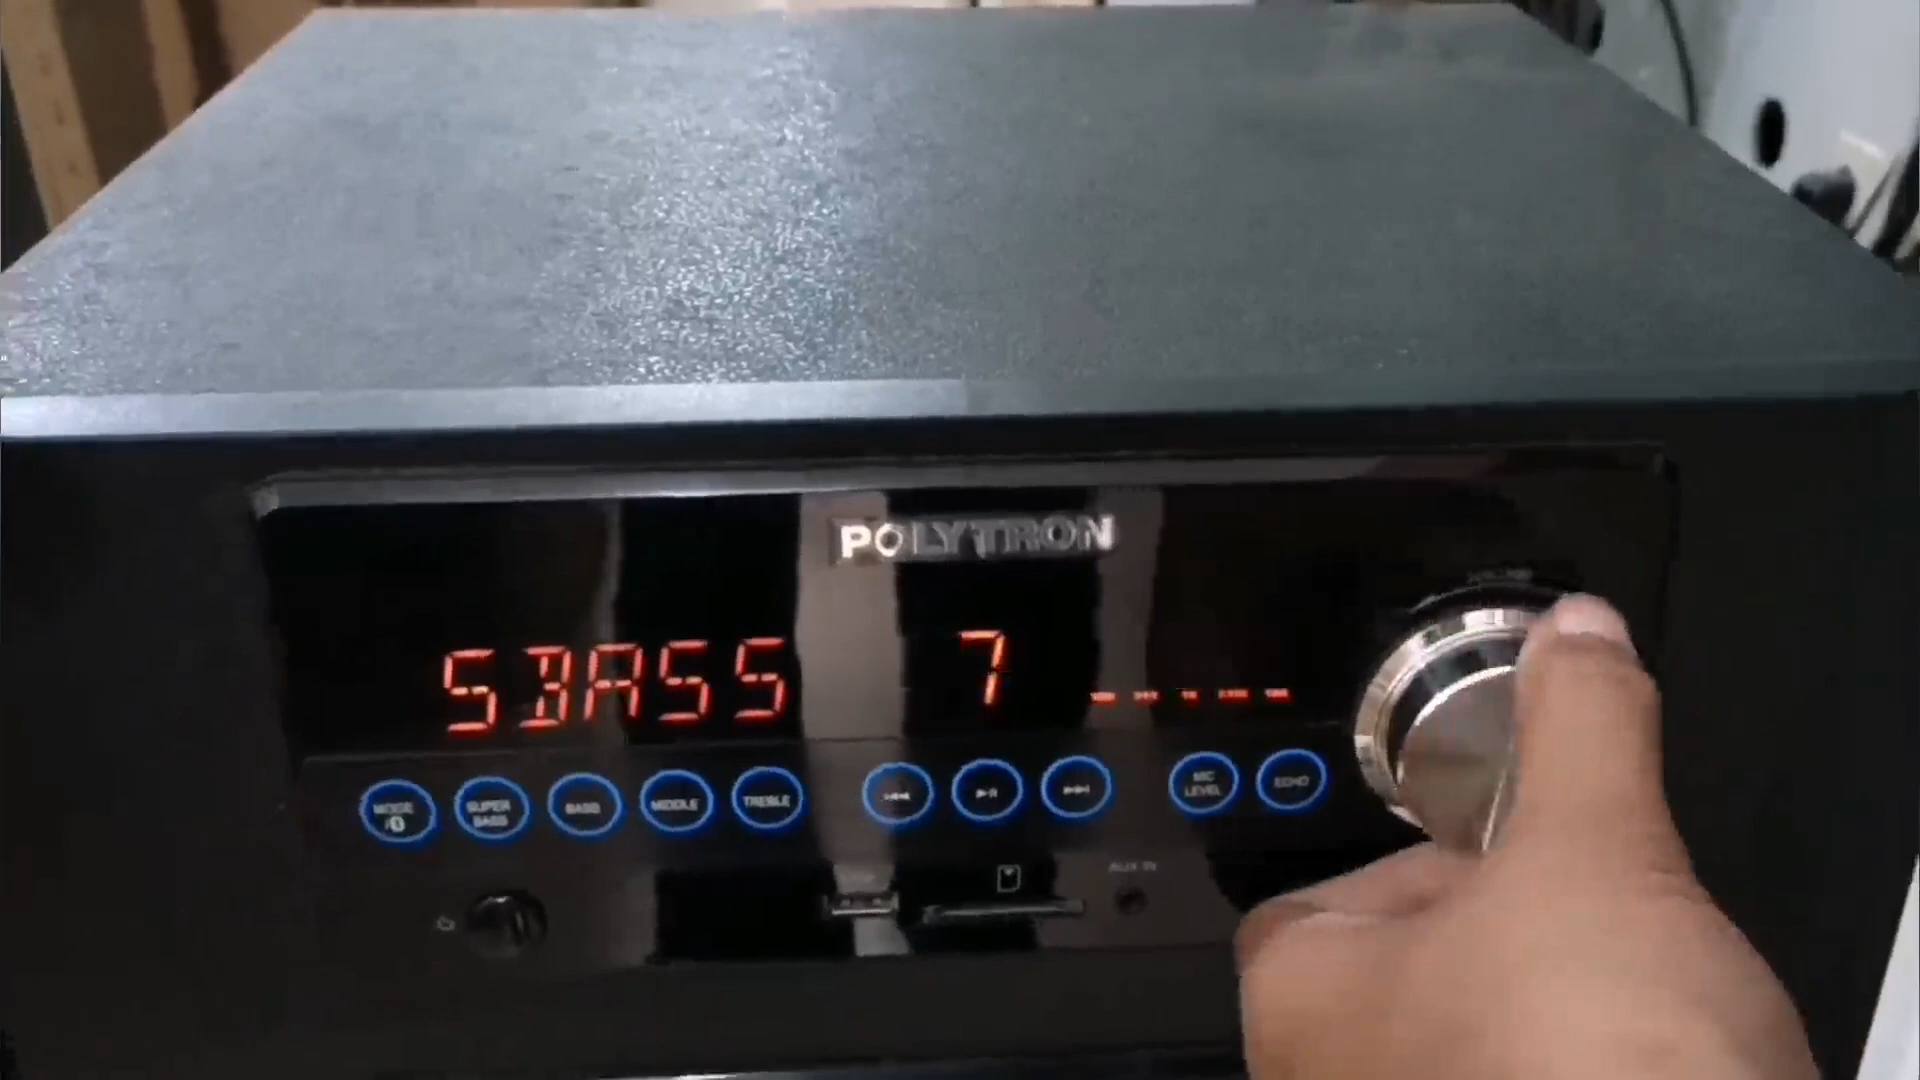 POLYTRON
SBASS 7
MODE
SUPER BASS
BASS
MIDDLE
TREBLE
MIC LEVEL
ECHO
AUX IN